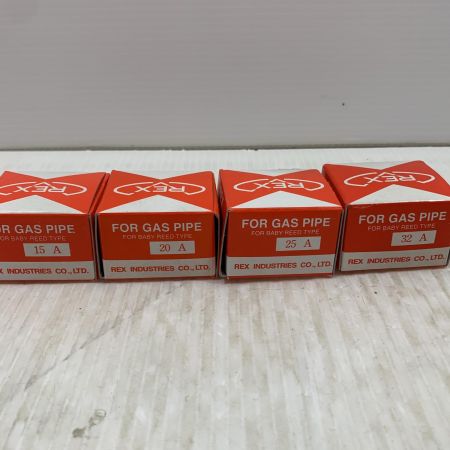 REX
FOR GAS PIPE
FOR BABY REED TYPE
15 A
REX INDUSTRIES CO., LTD.
REX
FOR GAS PIPE
FOR BABY REED TYPE
20 A
REX INDUSTRIES CO., LTD.
REX
FOR GAS PIPE
FOR BABY REED TYPE
25 A
REX INDUSTRIES CO., LTD.
REX
FOR GAS PIPE
FOR BABY REED TYPE
32 A
REX INDUSTRIES CO., LTD.